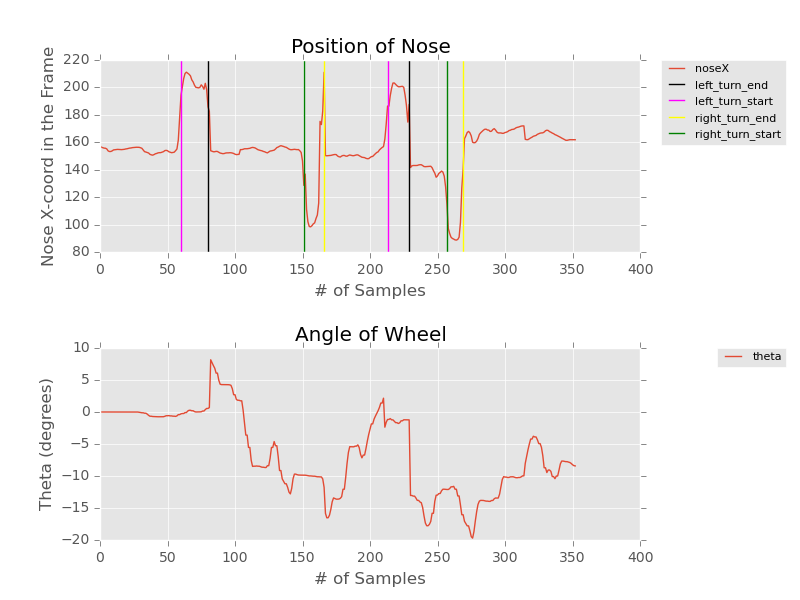 Position of Nose
Nose X-coord in the Frame
220
200
180
160
140
120
100
80
0
50
100
150
200
250
300
350
400
# of Samples
noseX
left_turn_end
left_turn_start
right_turn_end
right_turn_start
Angle of Wheel
Theta (degrees)
10
5
0
−5
−10
−15
−20
0
50
100
150
200
250
300
350
400
# of Samples
theta